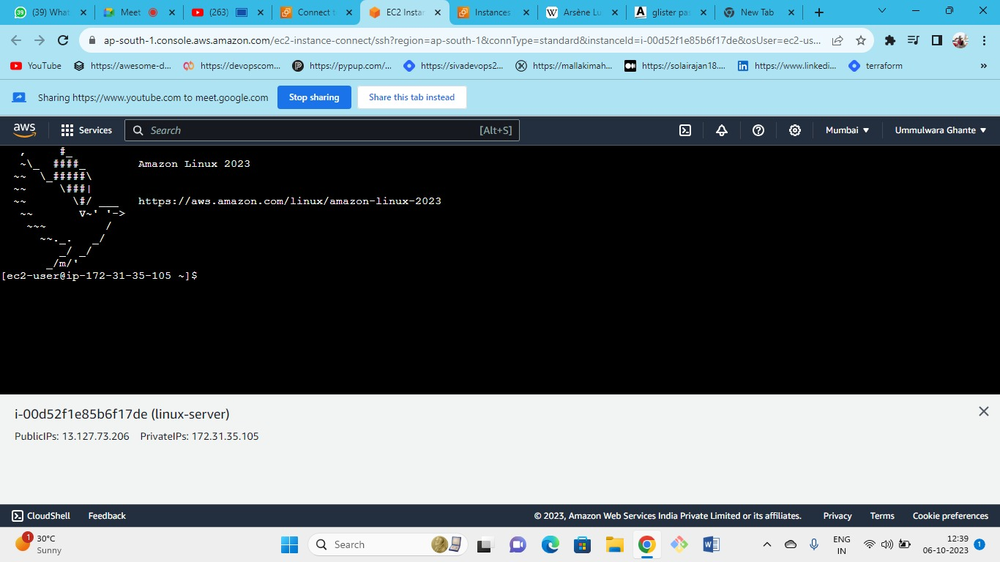 39 (39) What
Meet
(263)
Connect t
EC2 Instan
Instances
W Arsène Lu
A glister pas
New Tab
ap-south-1.console.aws.amazon.com/ec2-instance-connect/ssh?region=ap-south-1&connType=standard&instanceId=i-00d52f1e85b6f17de&osUser=ec2-us...
YouTube
https://awesome-d...
https://devopscom...
https://pypup.com/...
https://sivadevops2...
https://mallakimah...
https://solairajan18....
https://www.linkedi...
terraform
»
Sharing https://www.youtube.com to meet.google.com
Stop sharing
Share this tab instead
aws
Services
Search
[Alt+S]
Mumbai
Ummulwara Ghante
   ,     #_
   ~\_  ####_        Amazon Linux 2023
  ~~  \_#####\
  ~~     \###|
  ~~       \#/ ___   https://aws.amazon.com/linux/amazon-linux-2023
   ~~       V~' '->
    ~~~         /
      ~~._.   _/
         _/ _/
       _/m/'
[ec2-user@ip-172-31-35-105 ~]$
i-00d52f1e85b6f17de (linux-server)
PublicIPs: 13.127.73.206 PrivateIPs: 172.31.35.105
CloudShell
Feedback
© 2023, Amazon Web Services India Private Limited or its affiliates.
Privacy
Terms
Cookie preferences
1
30°C
Sunny
Search
ENG
IN
12:39
06-10-2023
1